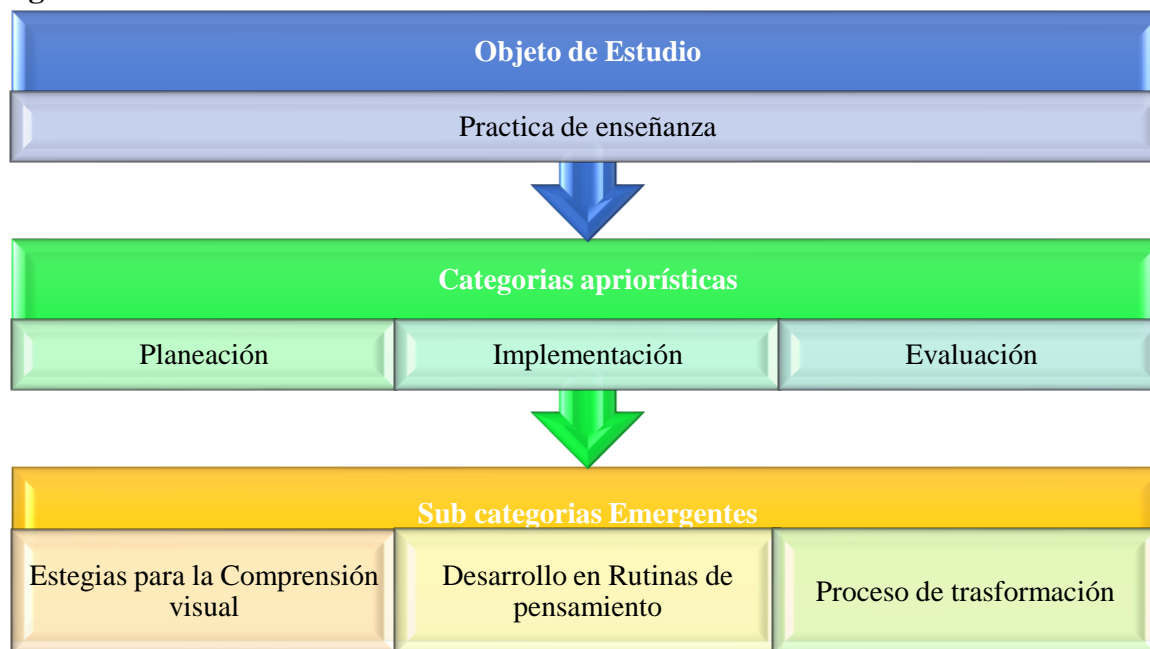 Objeto de Estudio
Practica de enseñanza
Categorias apriorísticas
Planeación
Implementación
Evaluación
Sub categorias Emergentes
Estegias para la Comprensión
visual
Desarrollo en Rutinas de
pensamiento
Proceso de trasformación